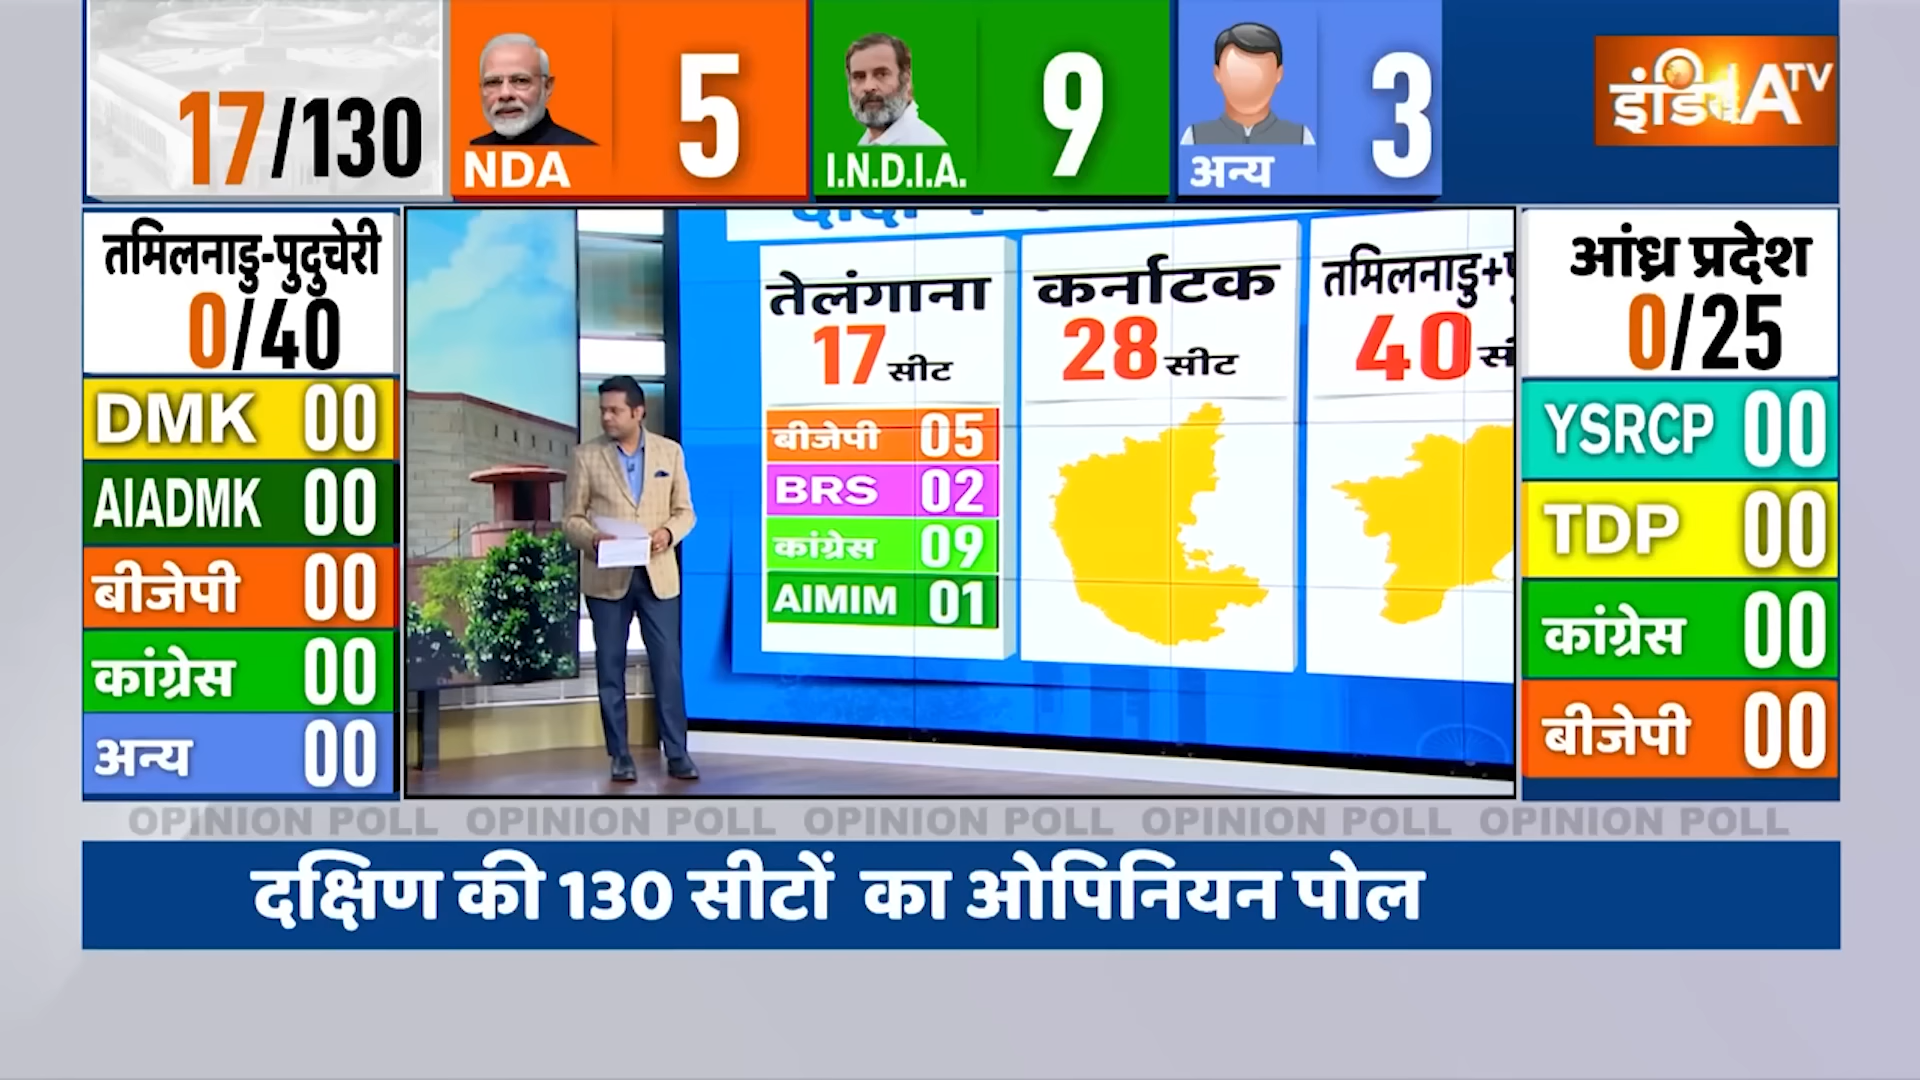 17/130
NDA 5
I.N.D.I.A. 9
अन्य 3
इंडिया TV
तमिलनाडु-पुदुचेरी
0/40
DMK 00
AIADMK 00
बीजेपी 00
कांग्रेस 00
अन्य 00
तेलंगाना
17 सीट
बीजेपी 05
BRS 02
कांग्रेस 09
AIMIM 01
कर्नाटक
28 सीट
तमिलनाडु+
40
आंध्र प्रदेश
0/25
YSRCP 00
TDP 00
कांग्रेस 00
बीजेपी 00
OPINION POLL OPINION POLL OPINION POLL OPINION POLL OPINION POLL
दक्षिण की 130 सीटों का ओपिनियन पोल